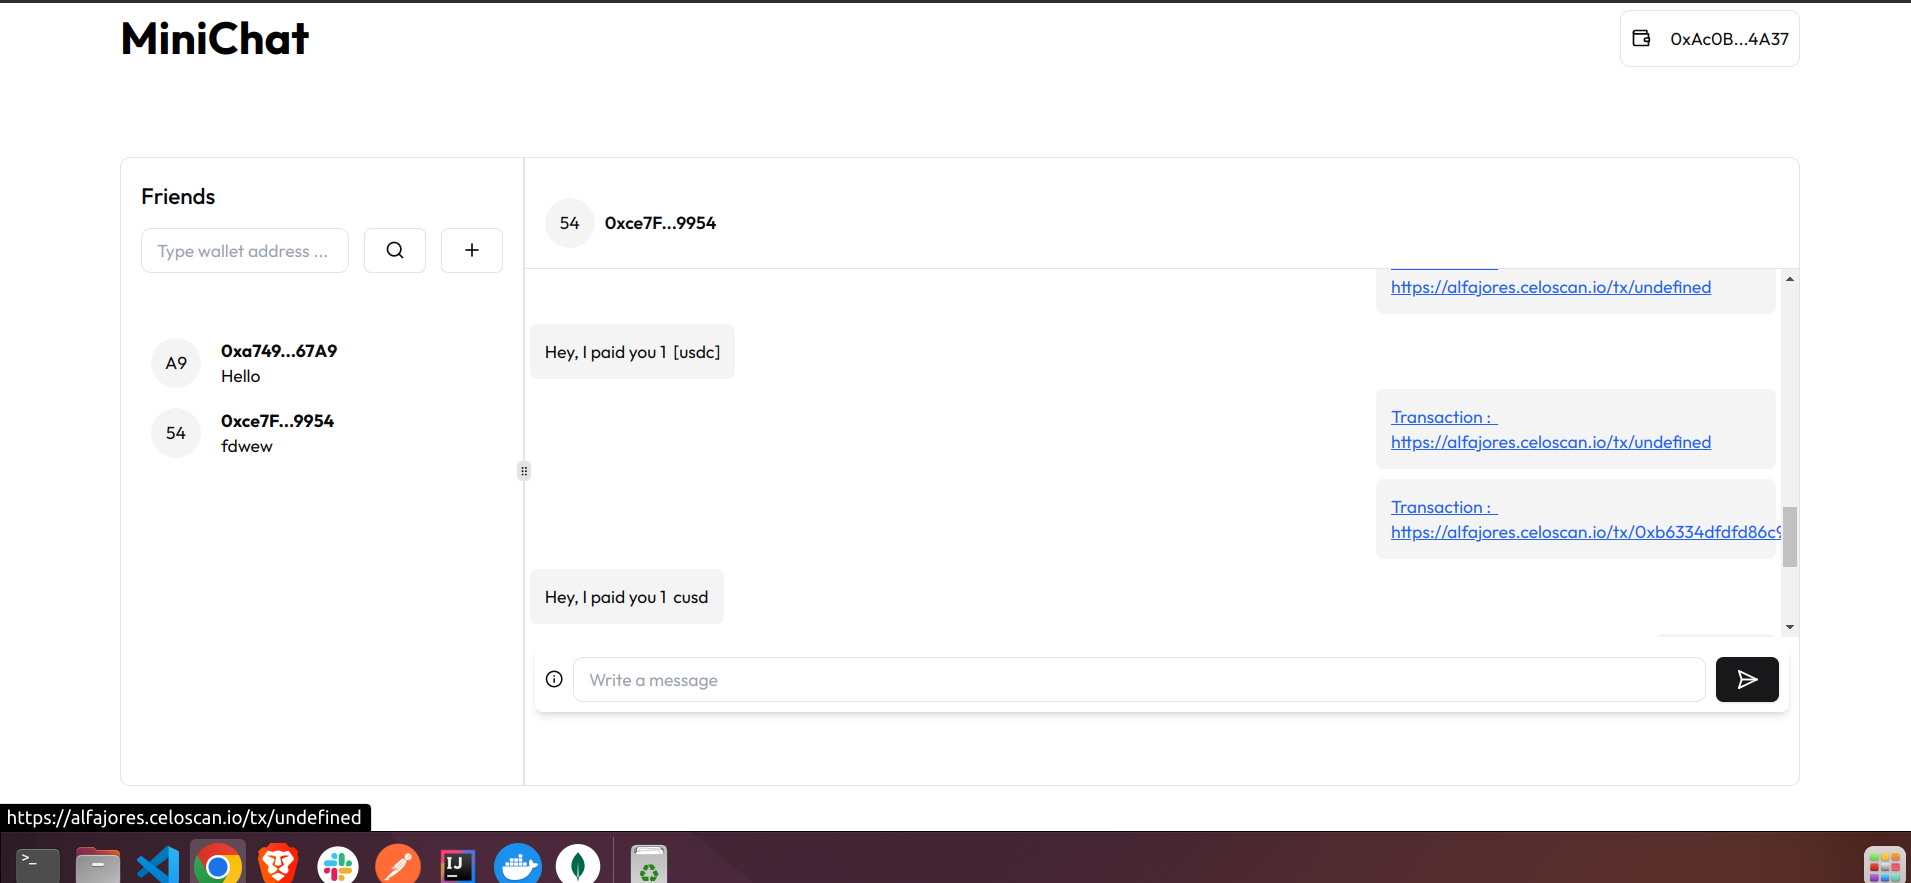 MiniChat
0xAc0B...4A37
Friends
Type wallet address ...
A9
0xa749...67A9
Hello
54
0xce7F...9954
fdwew
54
0xce7F...9954
https://alfajores.celoscan.io/tx/undefined
Hey, I paid you 1 [usdc]
Transaction :
https://alfajores.celoscan.io/tx/undefined
Transaction :
https://alfajores.celoscan.io/tx/0xb6334dfdfd86c9
Hey, I paid you 1 cusd
Write a message
https://alfajores.celoscan.io/tx/undefined
>_
IJ